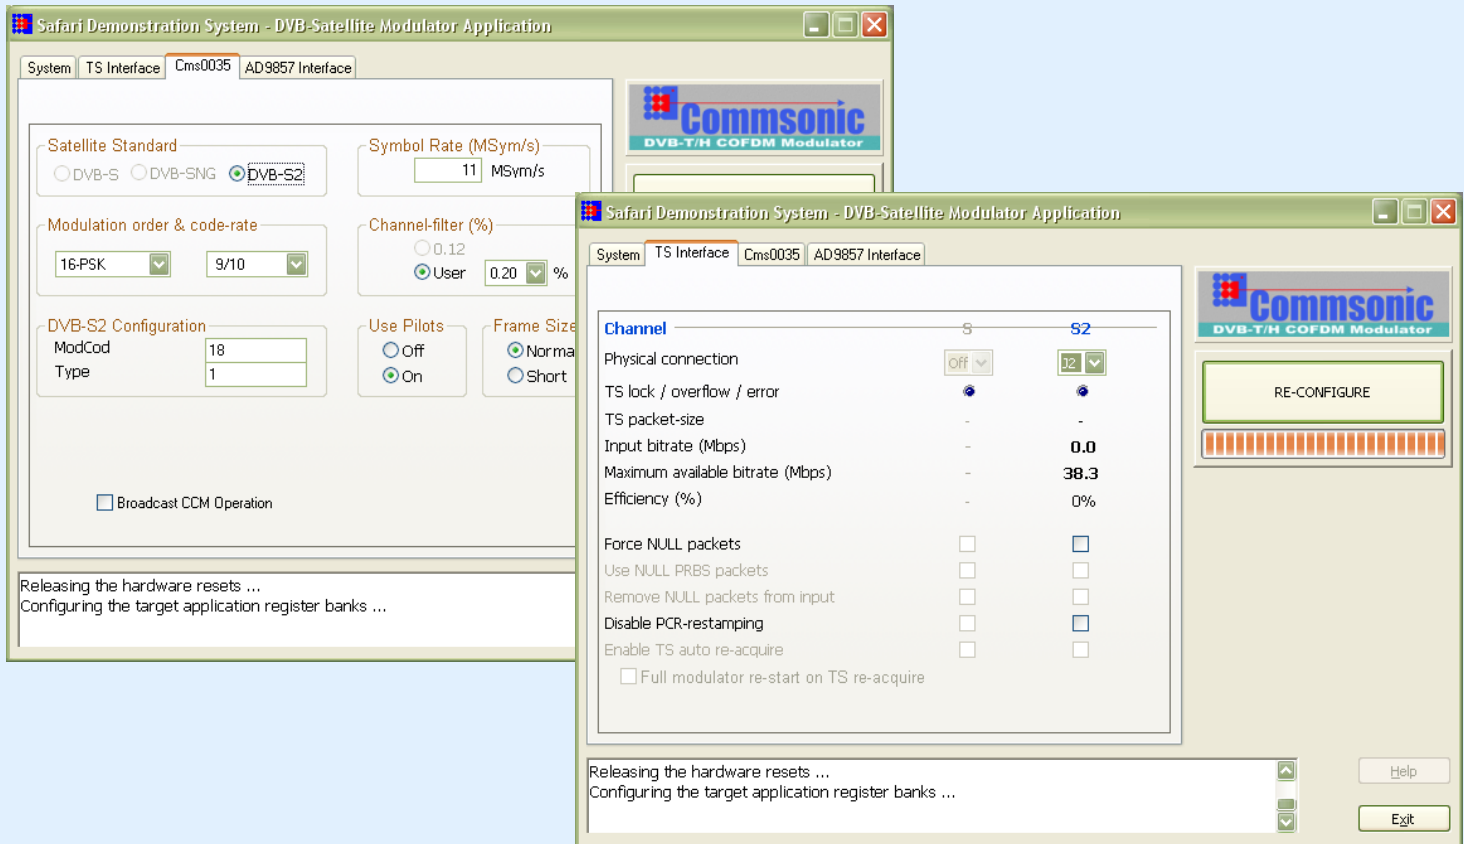 Safari Demonstration System - DVB-Satellite Modulator Application
System TS Interface Cms0035 AD9857 Interface
Commsonic
DVB-T/H COFDM Modulator
Satellite Standard
DVB-S DVB-SNG DVB-S2
Symbol Rate (MSym/s)
11 MSym/s
Modulation order & code-rate
16-PSK 9/10
Channel-filter (%)
0.12
User 0.20 %
DVB-S2 Configuration
ModCod 18
Type 1
Use Pilots
Off
On
Frame Size
Norma
Short
Broadcast CCM Operation
Releasing the hardware resets ...
Configuring the target application register banks ...
Safari Demonstration System - DVB-Satellite Modulator Application
System TS Interface Cms0035 AD9857 Interface
Commsonic
DVB-T/H COFDM Modulator
Channel S S2
Physical connection Off J2
TS lock / overflow / error
TS packet-size - -
Input bitrate (Mbps) - 0.0
Maximum available bitrate (Mbps) - 38.3
Efficiency (%) - 0%
Force NULL packets
Use NULL PRBS packets
Remove NULL packets from input
Disable PCR-restamping
Enable TS auto re-acquire
Full modulator re-start on TS re-acquire
RE-CONFIGURE
Releasing the hardware resets ...
Configuring the target application register banks ...
Help
Exit